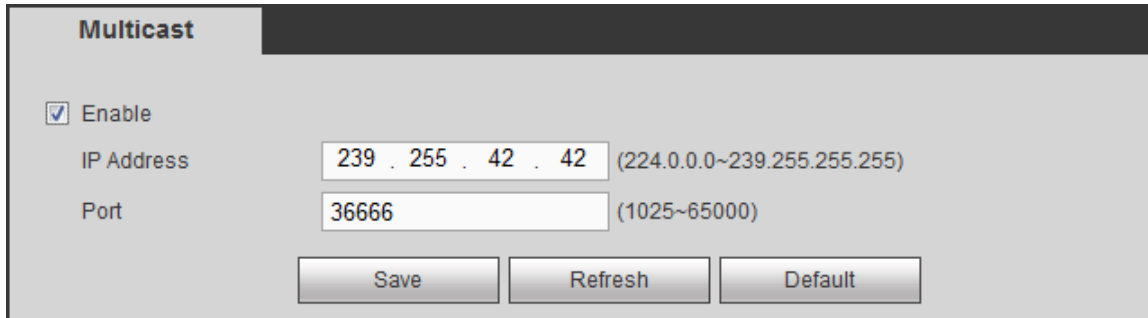 Multicast
Enable
IP Address 239 . 255 . 42 . 42 (224.0.0.0~239.255.255.255)
Port 36666 (1025~65000)
Save Refresh Default